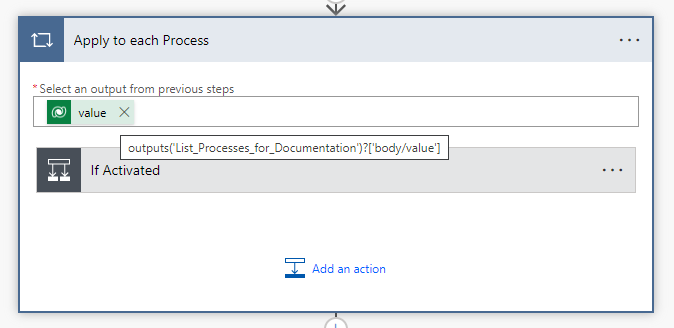 Apply to each Process
* Select an output from previous steps
value
outputs('List_Processes_for_Documentation')?['body/value']
If Activated
Add an action